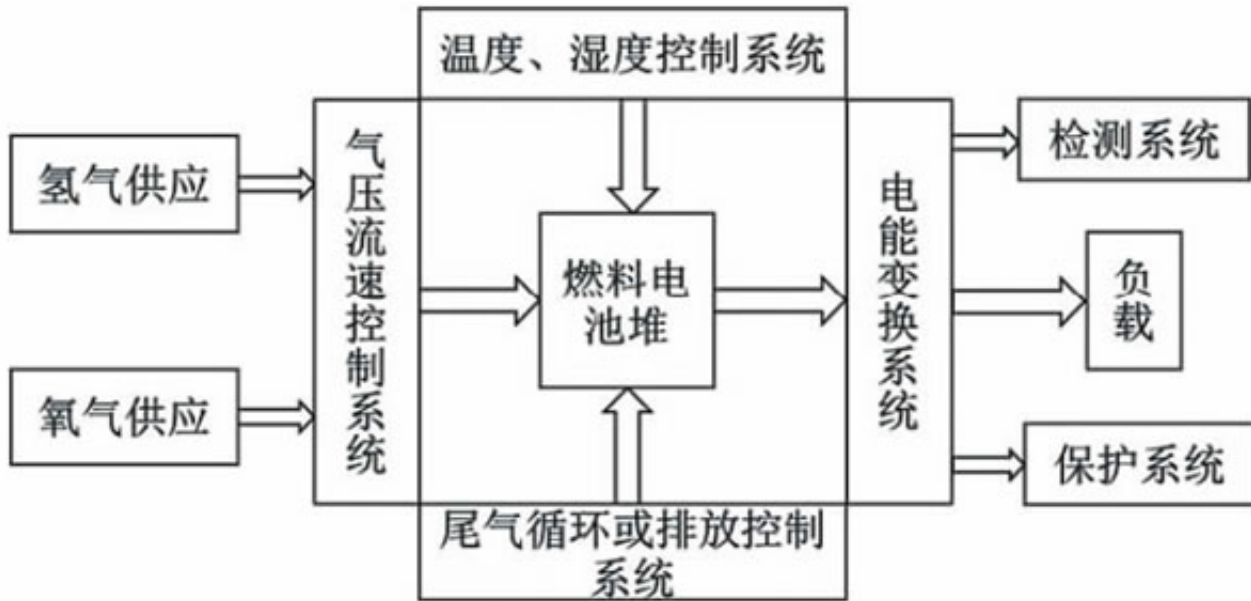 温度、湿度控制系统
氢气供应
氧气供应
气压流速控制系统
燃料电
池堆
电能变换系统
检测系统
负
载
保护系统
尾气循环或排放控制
系统